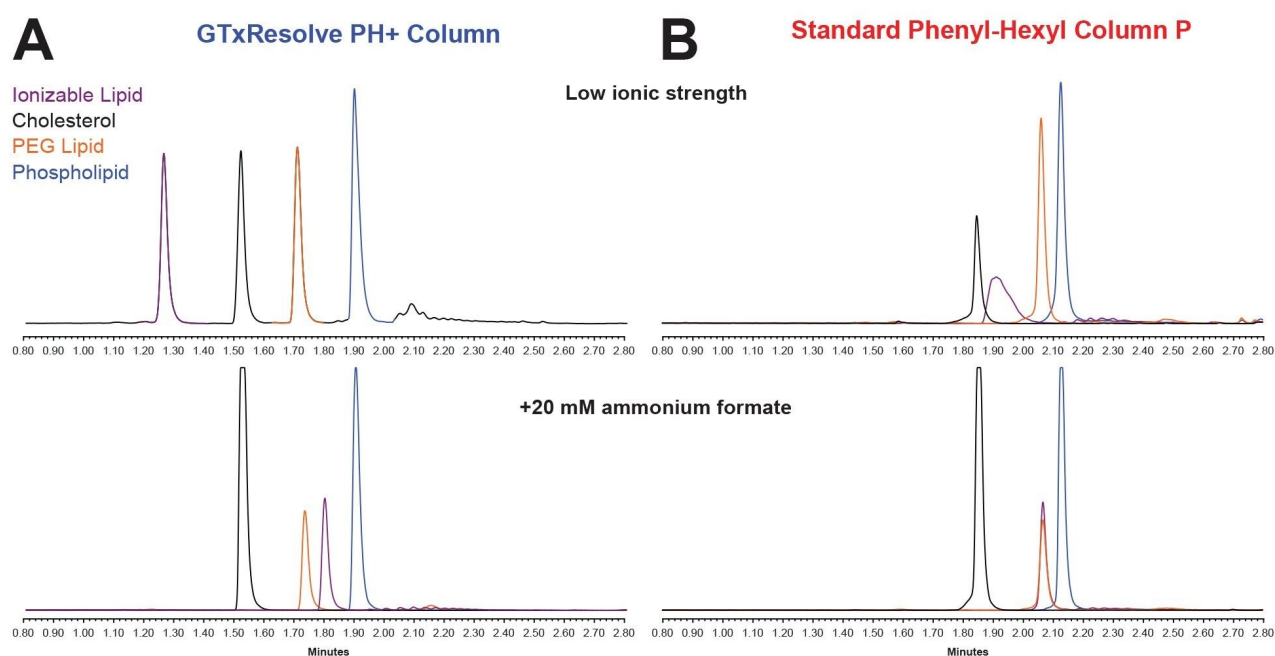 A
GTxResolve PH+ Column
B
Standard Phenyl-Hexyl Column P
Ionizable Lipid
Cholesterol
PEG Lipid
Phospholipid
Low ionic strength
0.80 0.90 1.00 1.10 1.20 1.30 1.40 1.50 1.60 1.70 1.80 1.90 2.00 2.10 2.20 2.30 2.40 2.50 2.60 2.70 2.80
0.80 0.90 1.00 1.10 1.20 1.30 1.40 1.50 1.60 1.70 1.80 1.90 2.00 2.10 2.20 2.30 2.40 2.50 2.60 2.70 2.80
+20 mM ammonium formate
0.80 0.90 1.00 1.10 1.20 1.30 1.40 1.50 1.60 1.70 1.80 1.90 2.00 2.10 2.20 2.30 2.40 2.50 2.60 2.70 2.80
Minutes
0.80 0.90 1.00 1.10 1.20 1.30 1.40 1.50 1.60 1.70 1.80 1.90 2.00 2.10 2.20 2.30 2.40 2.50 2.60 2.70 2.80
Minutes